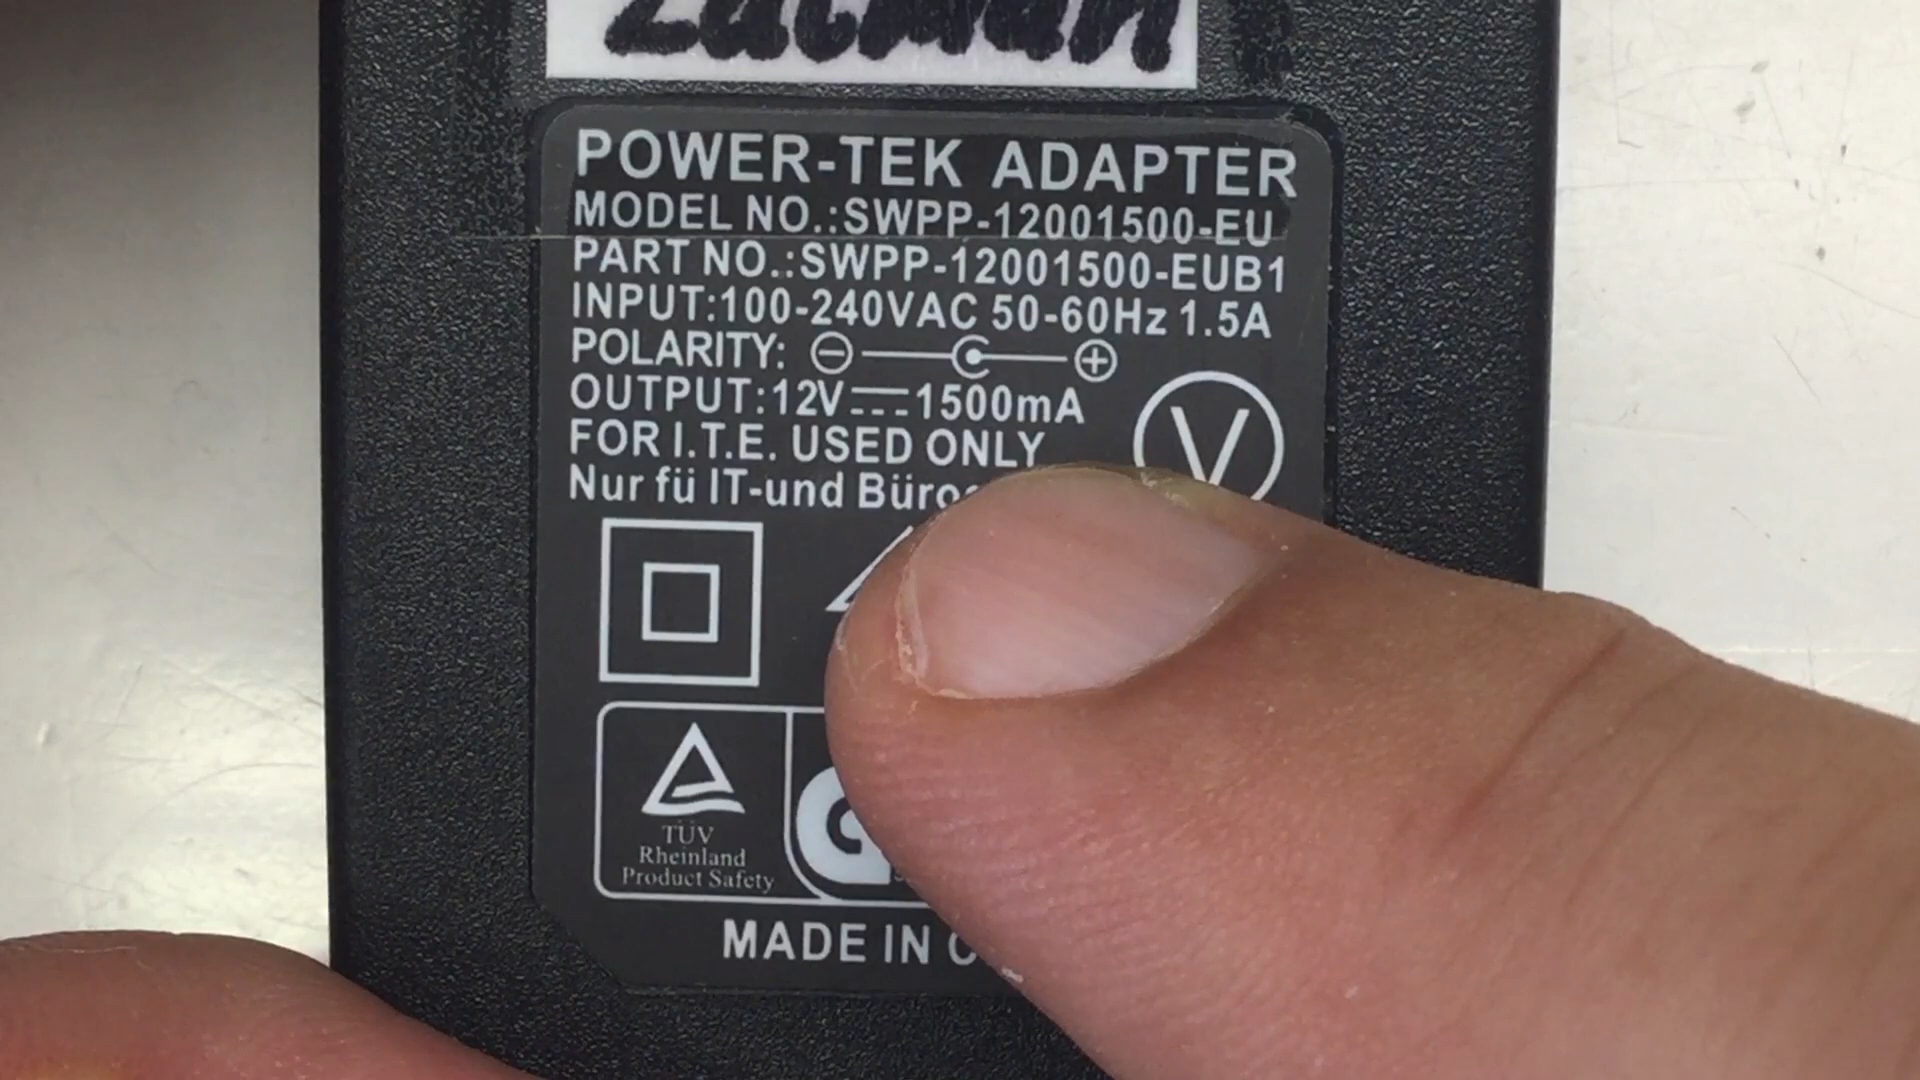 Zalman
POWER-TEK ADAPTER
MODEL NO.:SWPP-12001500-EU
PART NO.:SWPP-12001500-EUB1
INPUT:100-240VAC 50-60Hz 1.5A
POLARITY:
OUTPUT:12V⎓1500mA
FOR I.T.E. USED ONLY
V
Nur fü IT-und
TÜV
Rheinland
Product Safety
MADE IN